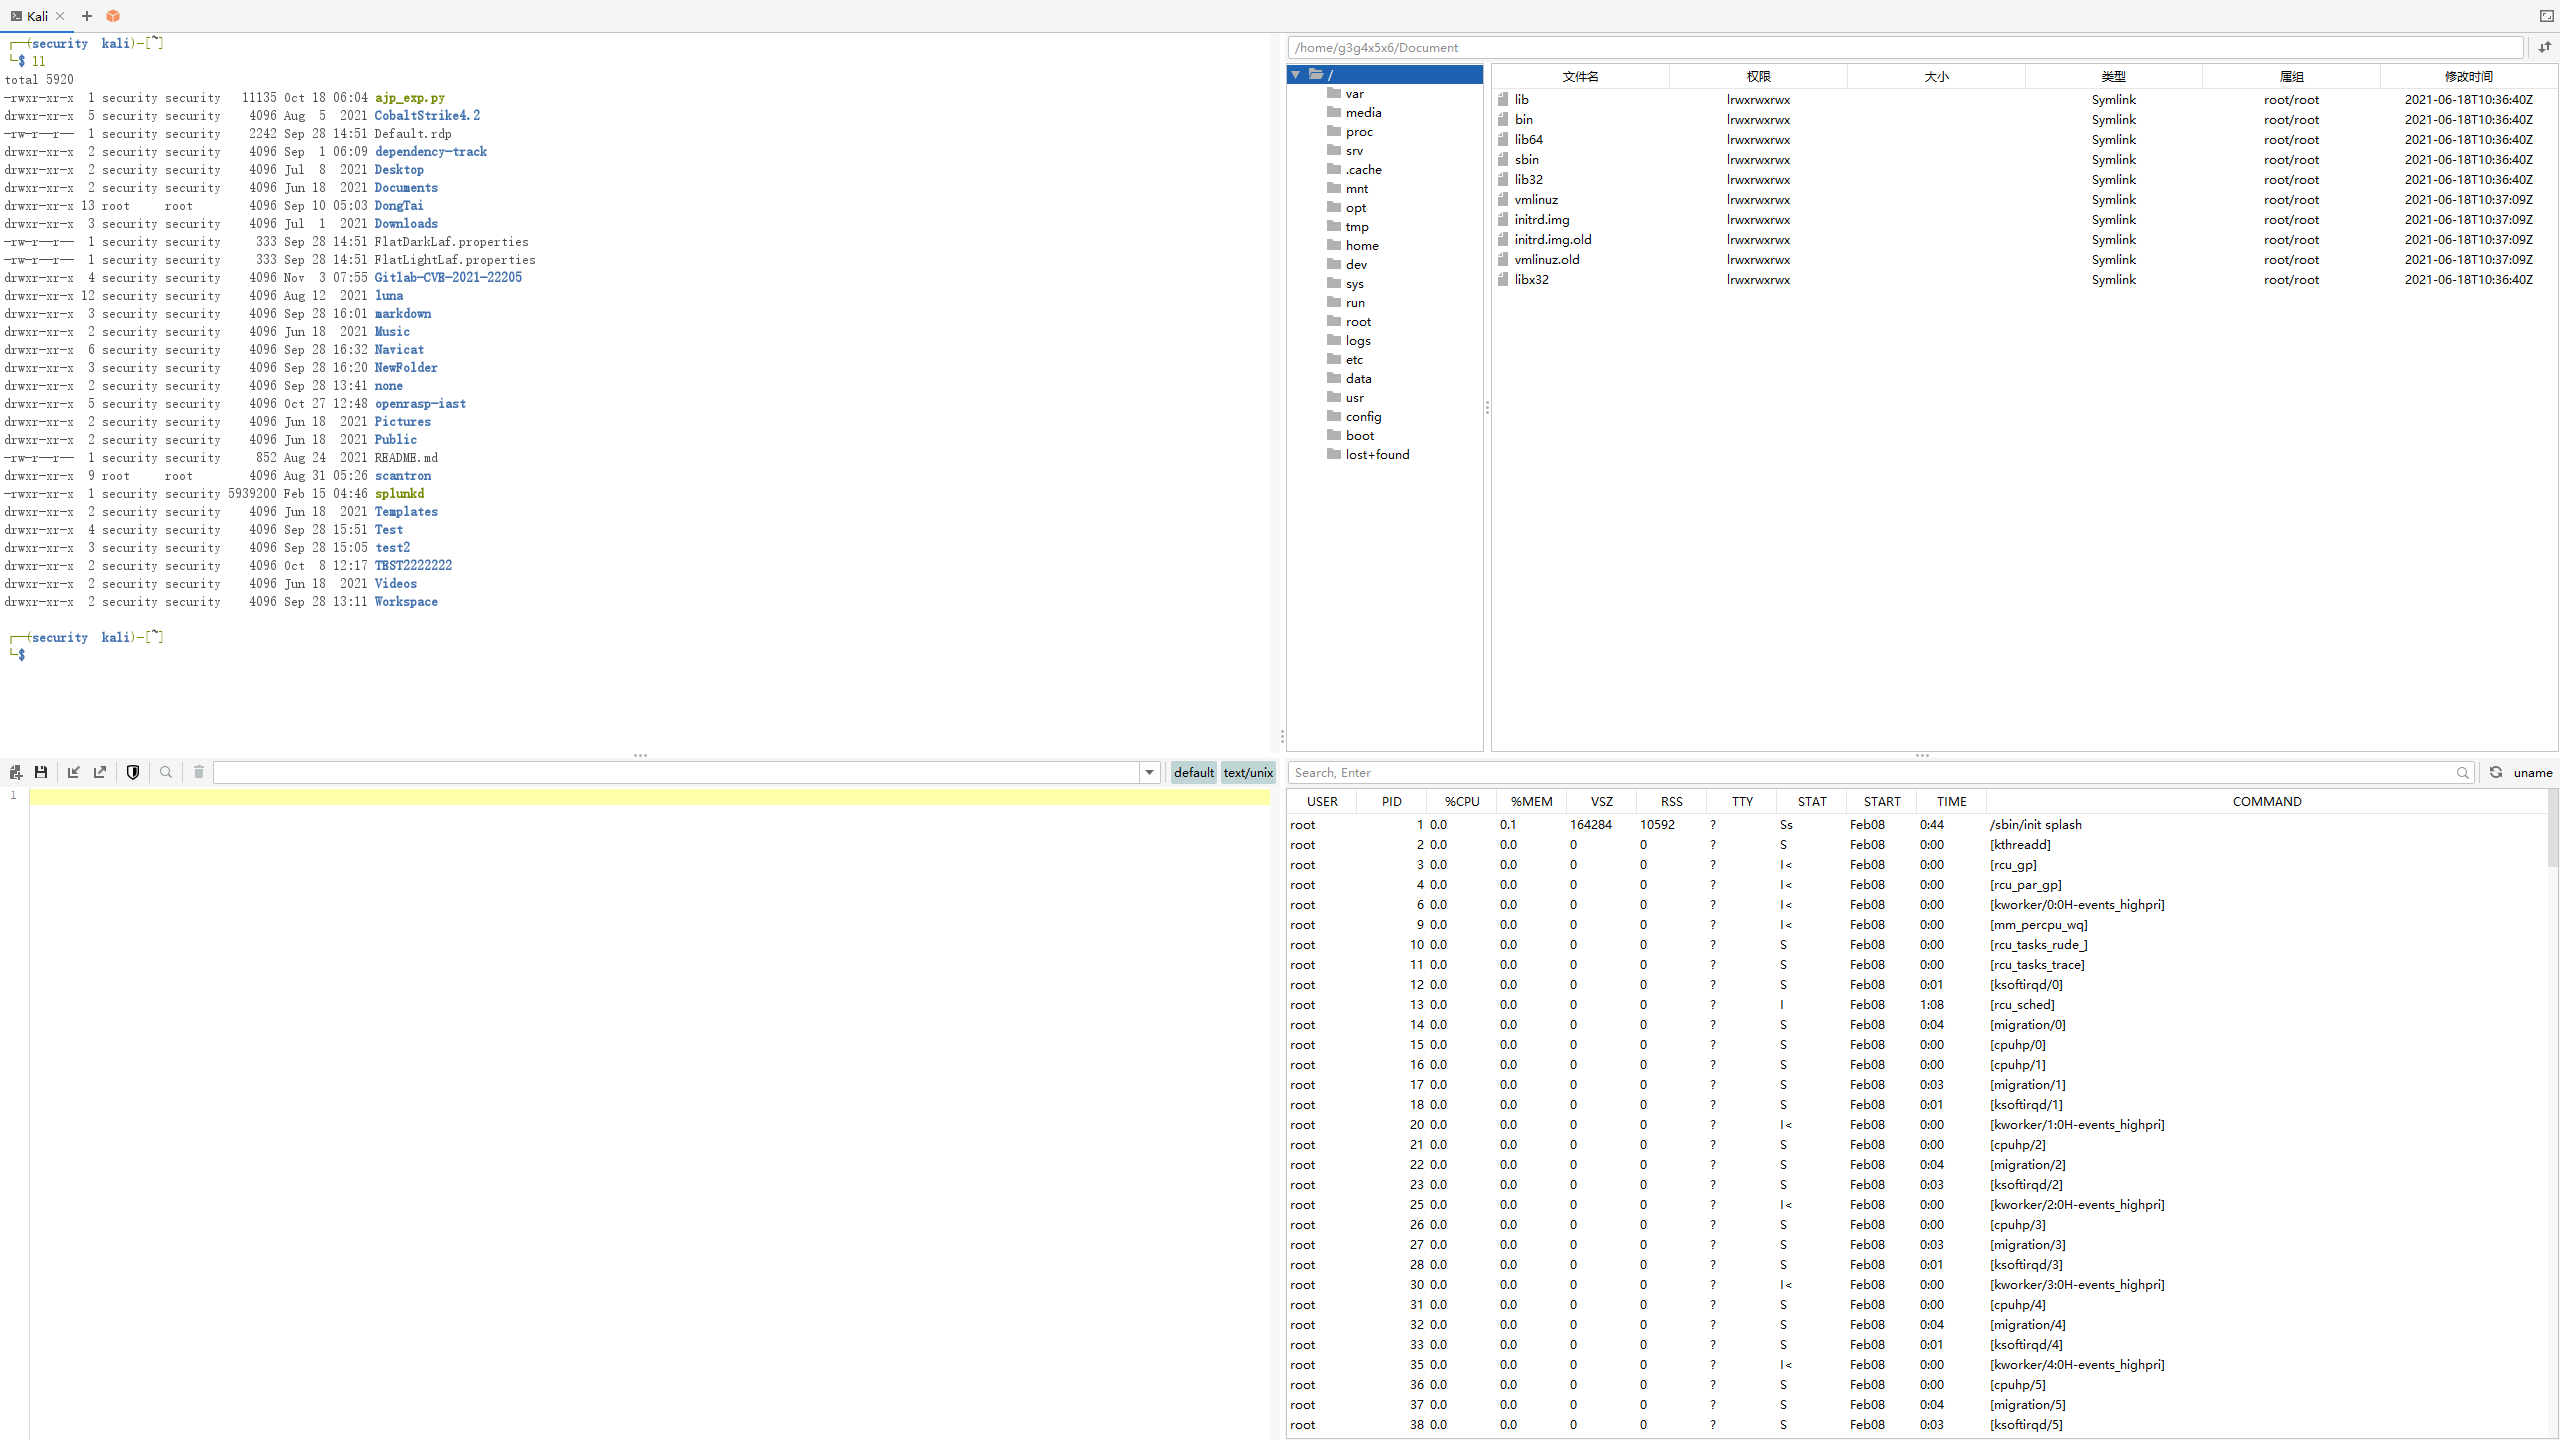 Kali
┌──(security  kali)-[~]
└─$ ll
total 5920
-rwxr-xr-x  1 security security   11135 Oct 18 06:04 ajp_exp.py
drwxr-xr-x  5 security security    4096 Aug  5  2021 CobaltStrike4.2
-rw-r--r--  1 security security    2242 Sep 28 14:51 Default.rdp
drwxr-xr-x  2 security security    4096 Sep  1 06:09 dependency-track
drwxr-xr-x  2 security security    4096 Jul  8  2021 Desktop
drwxr-xr-x  2 security security    4096 Jun 18  2021 Documents
drwxr-xr-x 13 root     root        4096 Sep 10 05:03 DongTai
drwxr-xr-x  3 security security    4096 Jul  1  2021 Downloads
-rw-r--r--  1 security security     333 Sep 28 14:51 FlatDarkLaf.properties
-rw-r--r--  1 security security     333 Sep 28 14:51 FlatLightLaf.properties
drwxr-xr-x  4 security security    4096 Nov  3 07:55 Gitlab-CVE-2021-22205
drwxr-xr-x 12 security security    4096 Aug 12  2021 luna
drwxr-xr-x  3 security security    4096 Sep 28 16:01 markdown
drwxr-xr-x  2 security security    4096 Jun 18  2021 Music
drwxr-xr-x  6 security security    4096 Sep 28 16:32 Navicat
drwxr-xr-x  3 security security    4096 Sep 28 16:20 NewFolder
drwxr-xr-x  2 security security    4096 Sep 28 13:41 none
drwxr-xr-x  5 security security    4096 Oct 27 12:48 openrasp-iast
drwxr-xr-x  2 security security    4096 Jun 18  2021 Pictures
drwxr-xr-x  2 security security    4096 Jun 18  2021 Public
-rw-r--r--  1 security security     852 Aug 24  2021 README.md
drwxr-xr-x  9 root     root        4096 Aug 31 05:26 scantron
-rwxr-xr-x  1 security security 5939200 Feb 15 04:46 splunkd
drwxr-xr-x  2 security security    4096 Jun 18  2021 Templates
drwxr-xr-x  4 security security    4096 Sep 28 15:51 Test
drwxr-xr-x  3 security security    4096 Sep 28 15:05 test2
drwxr-xr-x  2 security security    4096 Oct  8 12:17 TEST2222222
drwxr-xr-x  2 security security    4096 Jun 18  2021 Videos
drwxr-xr-x  2 security security    4096 Sep 28 13:11 Workspace
┌──(security  kali)-[~]
└─$
/home/g3g4x5x6/Document
/
var
media
proc
srv
.cache
mnt
opt
tmp
home
dev
sys
run
root
logs
etc
data
usr
config
boot
lost+found
文件名 权限 大小 类型 属组 修改时间
lib lrwxrwxrwx Symlink root/root 2021-06-18T10:36:40Z
bin lrwxrwxrwx Symlink root/root 2021-06-18T10:36:40Z
lib64 lrwxrwxrwx Symlink root/root 2021-06-18T10:36:40Z
sbin lrwxrwxrwx Symlink root/root 2021-06-18T10:36:40Z
lib32 lrwxrwxrwx Symlink root/root 2021-06-18T10:36:40Z
vmlinuz lrwxrwxrwx Symlink root/root 2021-06-18T10:37:09Z
initrd.img lrwxrwxrwx Symlink root/root 2021-06-18T10:37:09Z
initrd.img.old lrwxrwxrwx Symlink root/root 2021-06-18T10:37:09Z
vmlinuz.old lrwxrwxrwx Symlink root/root 2021-06-18T10:37:09Z
libx32 lrwxrwxrwx Symlink root/root 2021-06-18T10:36:40Z
default text/unix
1
Search, Enter uname
USER PID %CPU %MEM VSZ RSS TTY STAT START TIME COMMAND
root 1 0.0 0.1 164284 10592 ? Ss Feb08 0:44 /sbin/init splash
root 2 0.0 0.0 0 0 ? S Feb08 0:00 [kthreadd]
root 3 0.0 0.0 0 0 ? I< Feb08 0:00 [rcu_gp]
root 4 0.0 0.0 0 0 ? I< Feb08 0:00 [rcu_par_gp]
root 6 0.0 0.0 0 0 ? I< Feb08 0:00 [kworker/0:0H-events_highpri]
root 9 0.0 0.0 0 0 ? I< Feb08 0:00 [mm_percpu_wq]
root 10 0.0 0.0 0 0 ? S Feb08 0:00 [rcu_tasks_rude_]
root 11 0.0 0.0 0 0 ? S Feb08 0:00 [rcu_tasks_trace]
root 12 0.0 0.0 0 0 ? S Feb08 0:01 [ksoftirqd/0]
root 13 0.0 0.0 0 0 ? I Feb08 1:08 [rcu_sched]
root 14 0.0 0.0 0 0 ? S Feb08 0:04 [migration/0]
root 15 0.0 0.0 0 0 ? S Feb08 0:00 [cpuhp/0]
root 16 0.0 0.0 0 0 ? S Feb08 0:00 [cpuhp/1]
root 17 0.0 0.0 0 0 ? S Feb08 0:03 [migration/1]
root 18 0.0 0.0 0 0 ? S Feb08 0:01 [ksoftirqd/1]
root 20 0.0 0.0 0 0 ? I< Feb08 0:00 [kworker/1:0H-events_highpri]
root 21 0.0 0.0 0 0 ? S Feb08 0:00 [cpuhp/2]
root 22 0.0 0.0 0 0 ? S Feb08 0:04 [migration/2]
root 23 0.0 0.0 0 0 ? S Feb08 0:03 [ksoftirqd/2]
root 25 0.0 0.0 0 0 ? I< Feb08 0:00 [kworker/2:0H-events_highpri]
root 26 0.0 0.0 0 0 ? S Feb08 0:00 [cpuhp/3]
root 27 0.0 0.0 0 0 ? S Feb08 0:03 [migration/3]
root 28 0.0 0.0 0 0 ? S Feb08 0:01 [ksoftirqd/3]
root 30 0.0 0.0 0 0 ? I< Feb08 0:00 [kworker/3:0H-events_highpri]
root 31 0.0 0.0 0 0 ? S Feb08 0:00 [cpuhp/4]
root 32 0.0 0.0 0 0 ? S Feb08 0:04 [migration/4]
root 33 0.0 0.0 0 0 ? S Feb08 0:01 [ksoftirqd/4]
root 35 0.0 0.0 0 0 ? I< Feb08 0:00 [kworker/4:0H-events_highpri]
root 36 0.0 0.0 0 0 ? S Feb08 0:00 [cpuhp/5]
root 37 0.0 0.0 0 0 ? S Feb08 0:04 [migration/5]
root 38 0.0 0.0 0 0 ? S Feb08 0:03 [ksoftirqd/5]